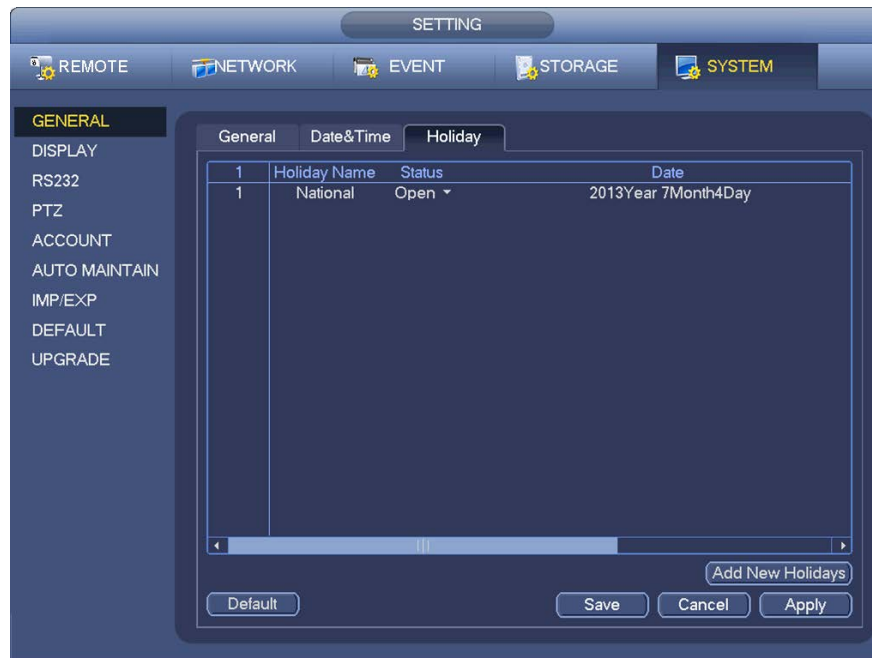 SETTING
REMOTE NETWORK EVENT STORAGE SYSTEM
GENERAL
DISPLAY
RS232
PTZ
ACCOUNT
AUTO MAINTAIN
IMP/EXP
DEFAULT
UPGRADE
General Date&Time Holiday
1 Holiday Name Status Date
1 National Open 2013Year 7Month4Day
Add New Holidays
Default Save Cancel Apply